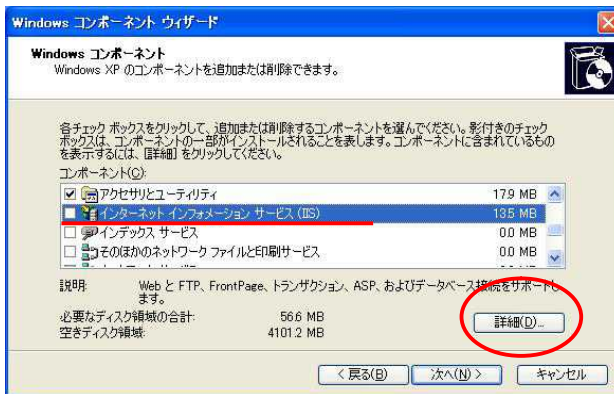 Windows コンポーネント ウィザード
Windows コンポーネント
Windows XP のコンポーネントを追加または削除できます。
各チェック ボックスをクリックして、追加または削除するコンポーネントを選んでください。影付きのチェック
ボックスは、コンポーネントの一部がインストールされることを表します。コンポーネントに含まれているもの
を表示するには、[詳細] をクリックしてください。
コンポーネント(C):
アクセサリとユーティリティ 17.9 MB
インターネット インフォメーション サービス (IIS) 13.5 MB
インデックス サービス 0.0 MB
そのほかのネットワーク ファイルと印刷サービス 0.0 MB
説明: Web と FTP、FrontPage、トランザクション、ASP、およびデータベース接続をサポートし
ます。
必要なディスク領域の合計: 56.6 MB
空きディスク領域: 4101.2 MB
詳細(D)...
< 戻る(B) 次へ(N) > キャンセル